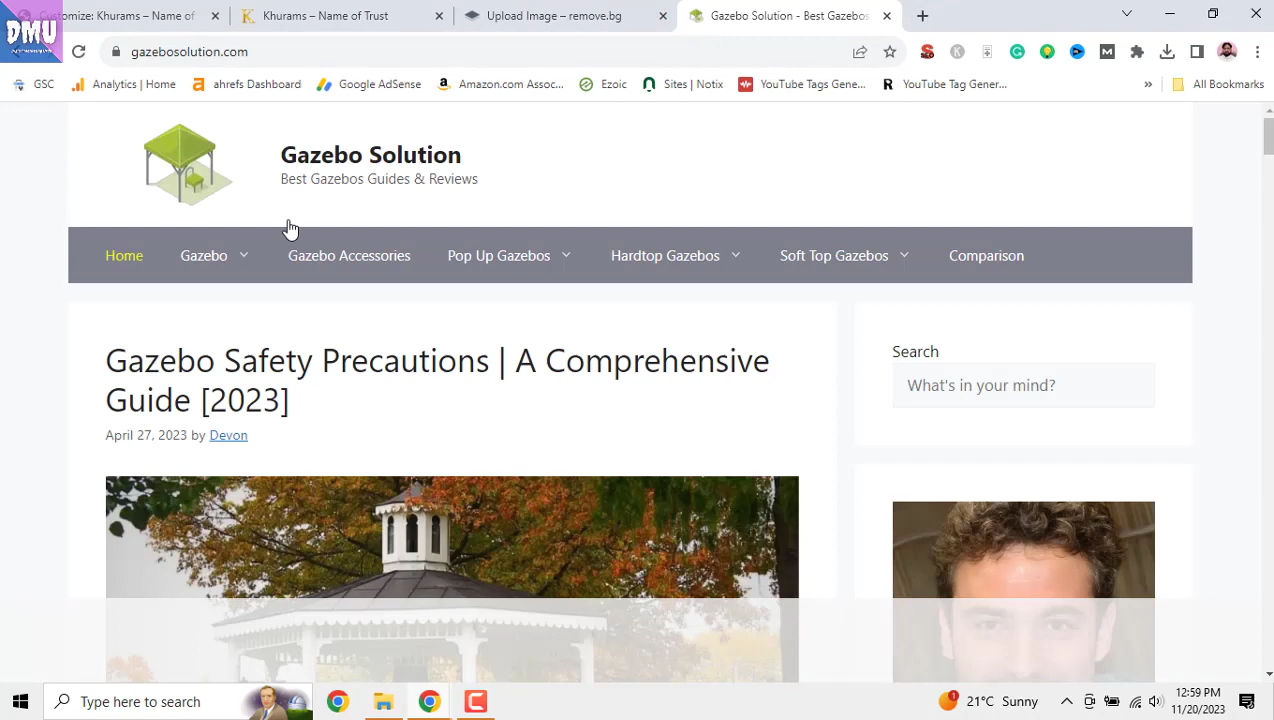 Customize: Khurams – Name of
Khurams – Name of Trust
Upload Image – remove.bg
Gazebo Solution - Best Gazebos
DMU
gazebosolution.com
GSC
Analytics | Home
ahrefs Dashboard
Google AdSense
Amazon.com Assoc...
Ezoic
Sites | Notix
YouTube Tags Gene...
YouTube Tag Gener...
All Bookmarks
Gazebo Solution
Best Gazebos Guides & Reviews
Home
Gazebo
Gazebo Accessories
Pop Up Gazebos
Hardtop Gazebos
Soft Top Gazebos
Comparison
Gazebo Safety Precautions | A Comprehensive
Guide [2023]
April 27, 2023 by Devon
Search
What's in your mind?
Type here to search
1
21°C Sunny
12:59 PM
11/20/2023